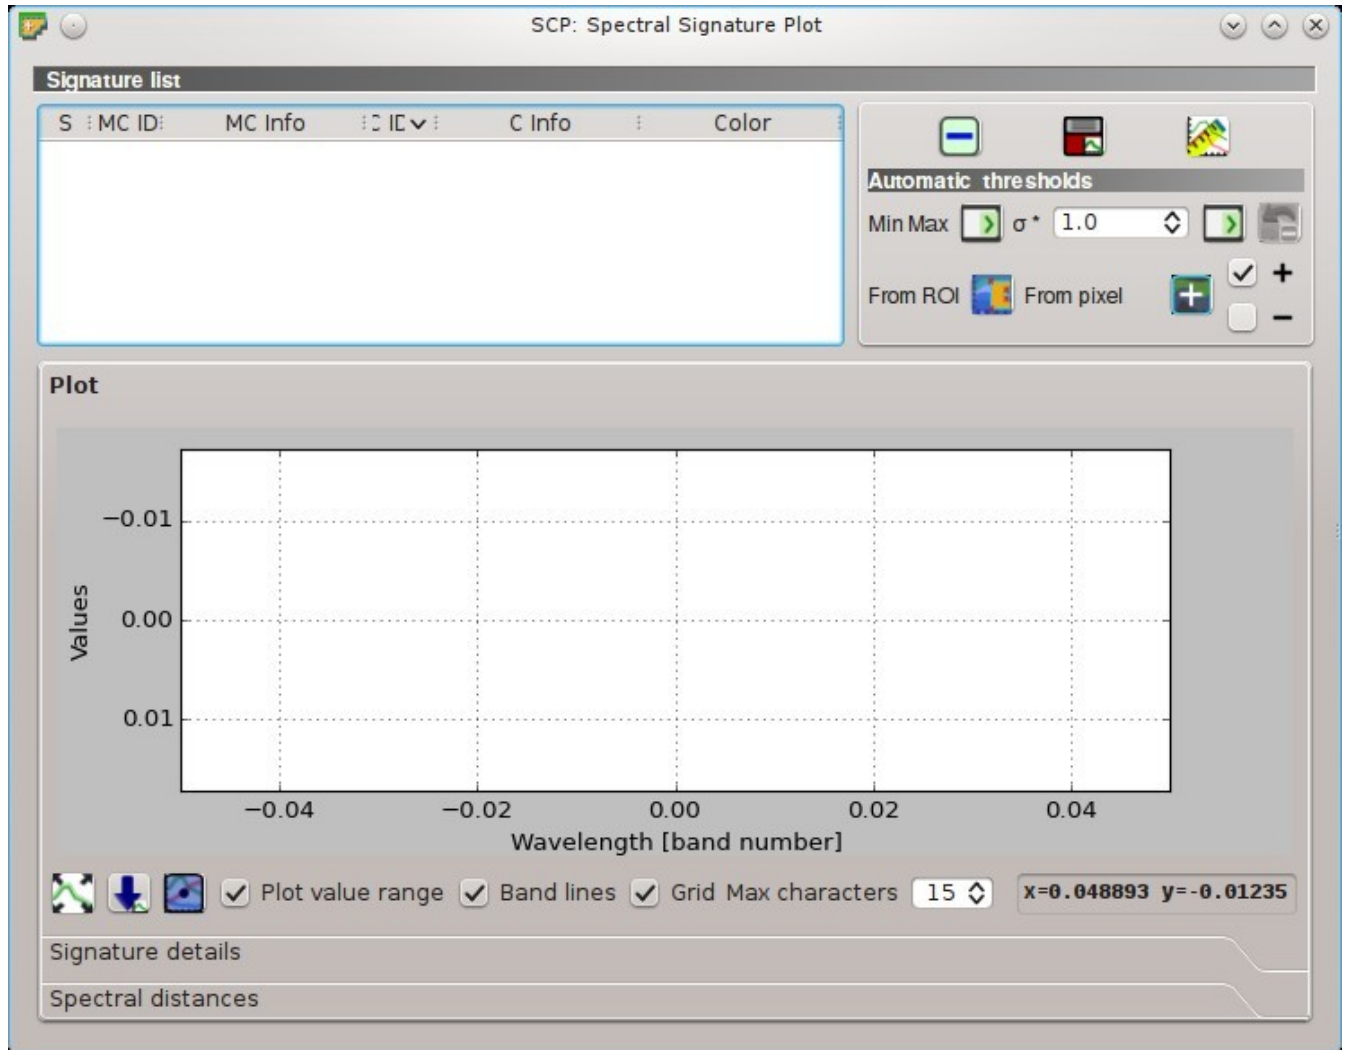 SCP: Spectral Signature Plot
Signature list
S MC ID MC Info C ID C Info Color
Automatic thresholds
Min Max σ * 1.0
From ROI From pixel +
−
Plot
−0.01
0.00
0.01
Values
−0.04 −0.02 0.00 0.02 0.04
Wavelength [band number]
Plot value range Band lines Grid Max characters 15 x=0.048893 y=-0.01235
Signature details
Spectral distances